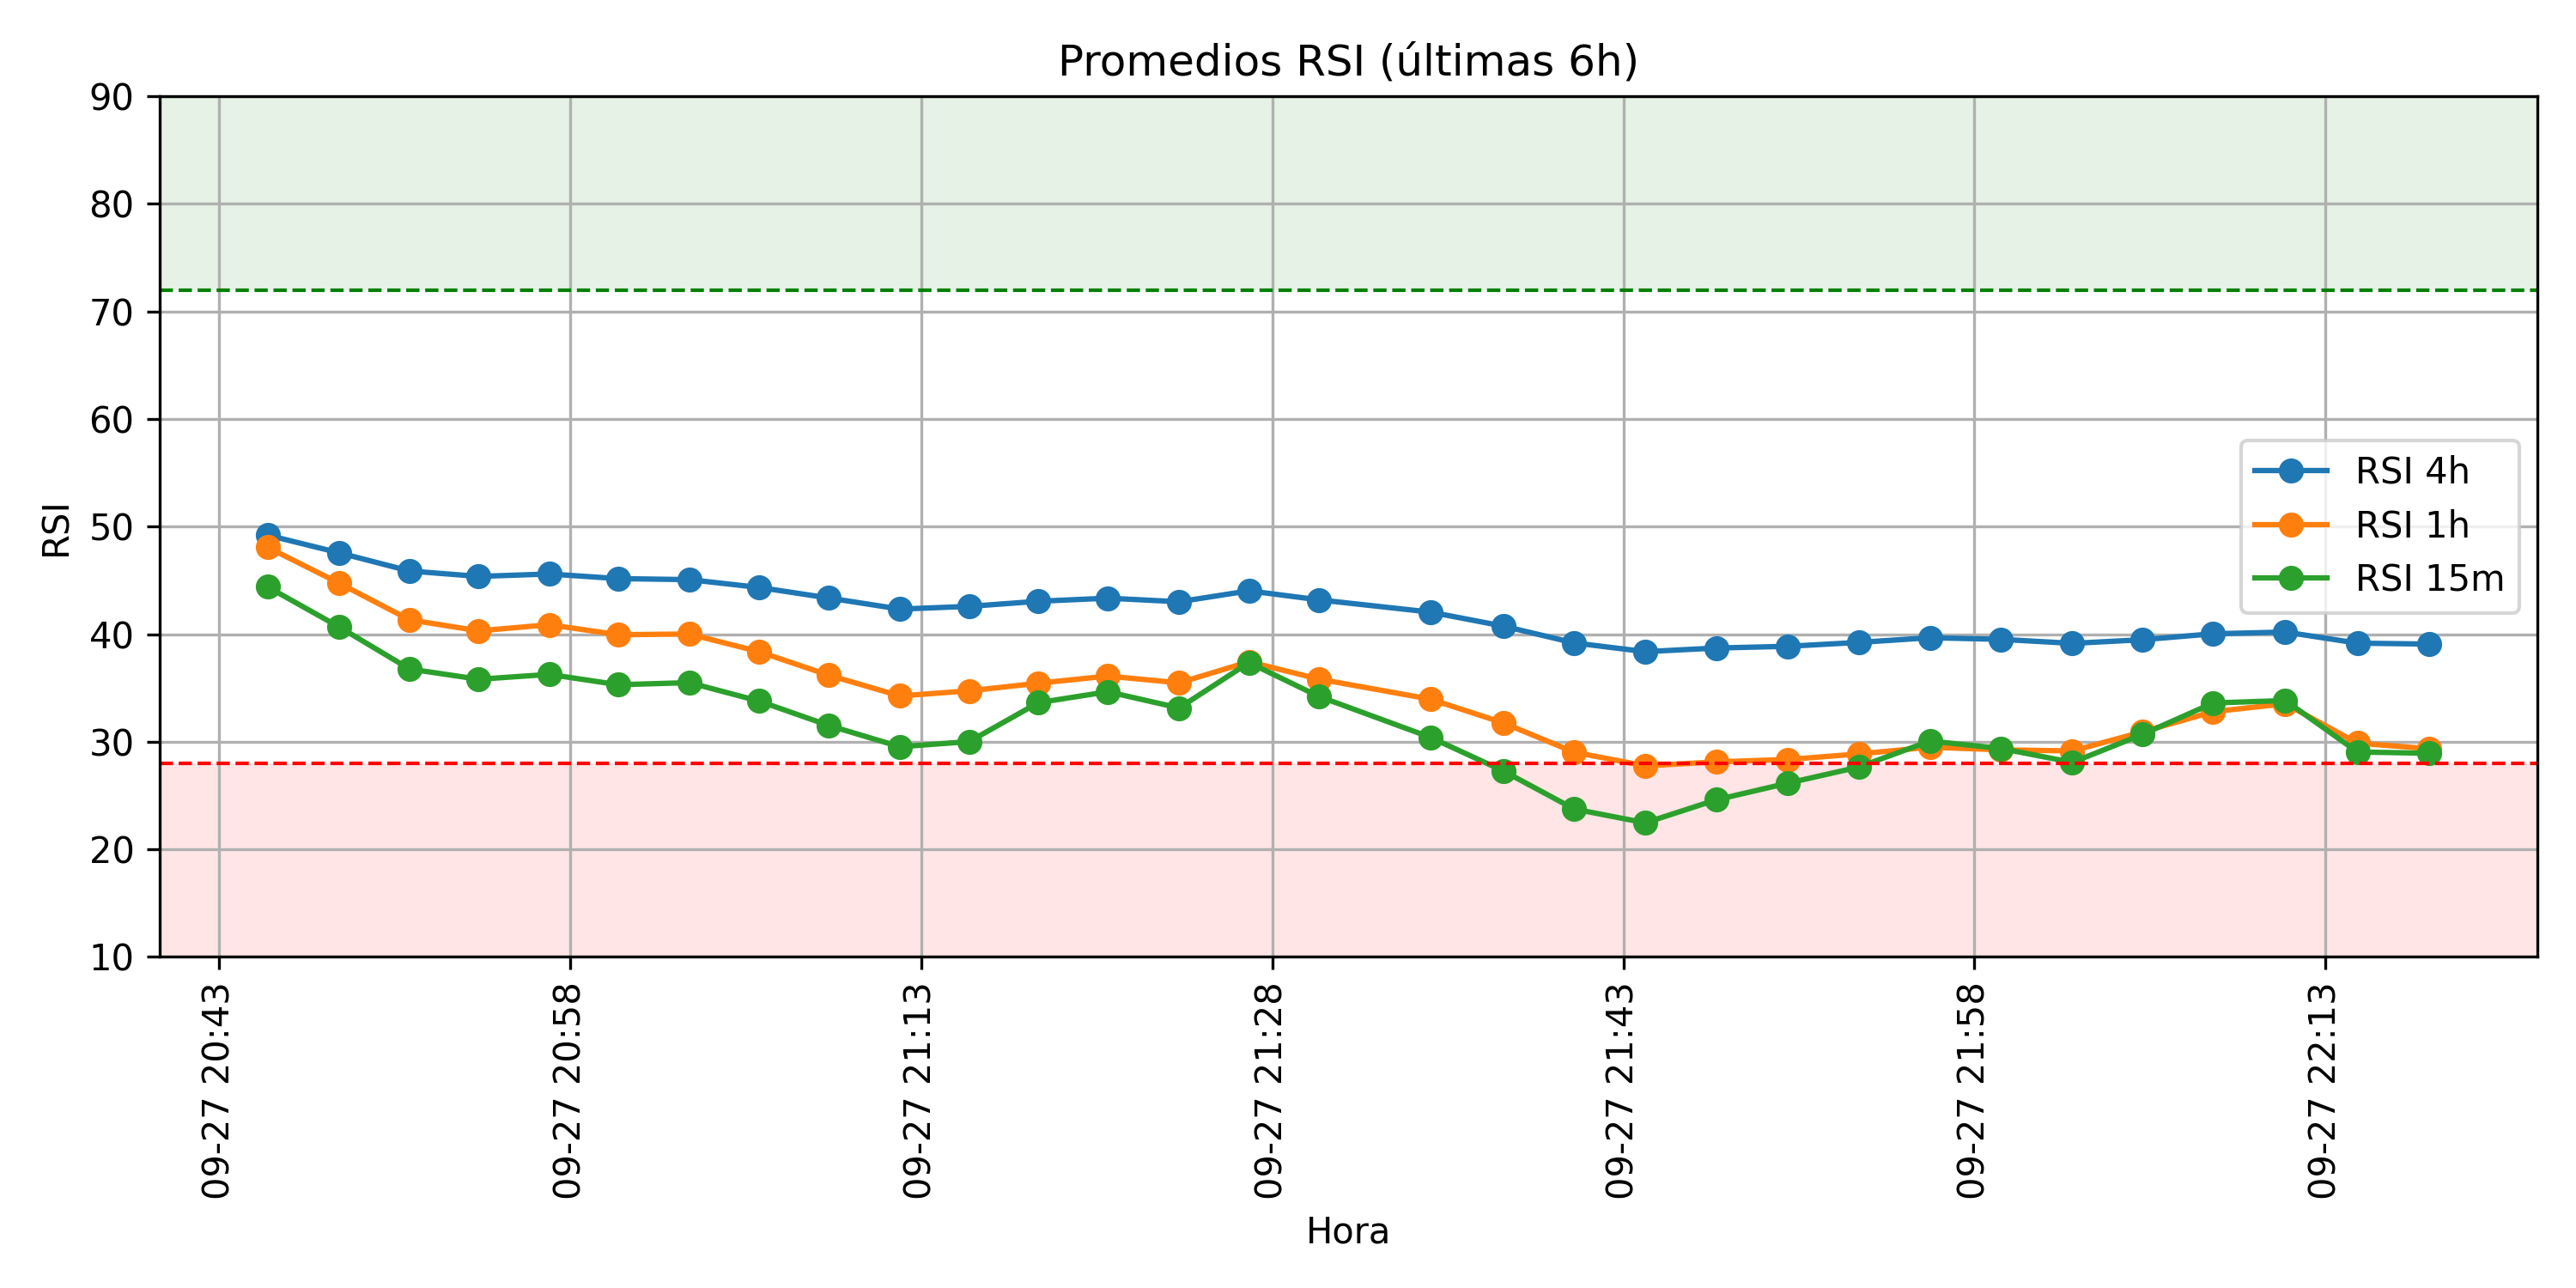 Promedios RSI (últimas 6h)
90
80
70
60
50
40
30
20
10
RSI
RSI 4h
RSI 1h
RSI 15m
09-27 20:43
09-27 20:58
09-27 21:13
09-27 21:28
09-27 21:43
09-27 21:58
09-27 22:13
Hora